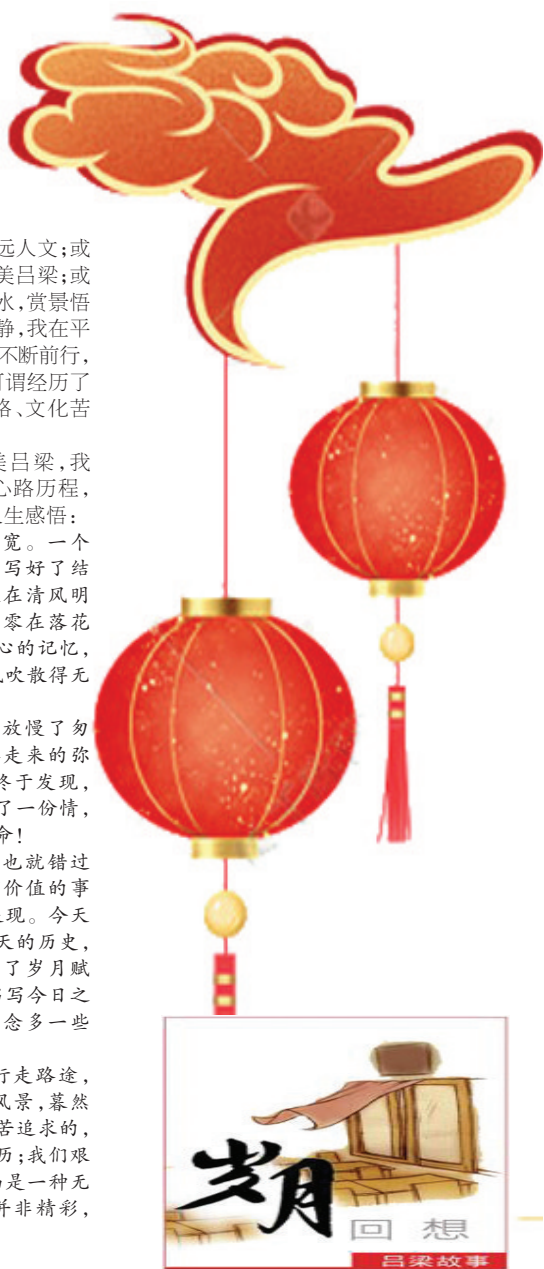 远人文;或
美吕梁;或
水,赏景悟
静,我在平
不断前行,
可谓经历了
络、文化苦
美吕梁,我
心路历程,
人生感悟:
宽。一个
写好了结
在清风明
零在落花
心的记忆,
吹散得无
放慢了匆
走来的弥
终于发现,
了一份情,
命!
也就错过
价值的事
呈现。今天
天的历史,
了岁月赋
书写今日之
念多一些
行走路途,
风景,蓦然
苦追求的,
历;我们艰
是一种无
并非精彩,
岁月
回想
吕梁故事